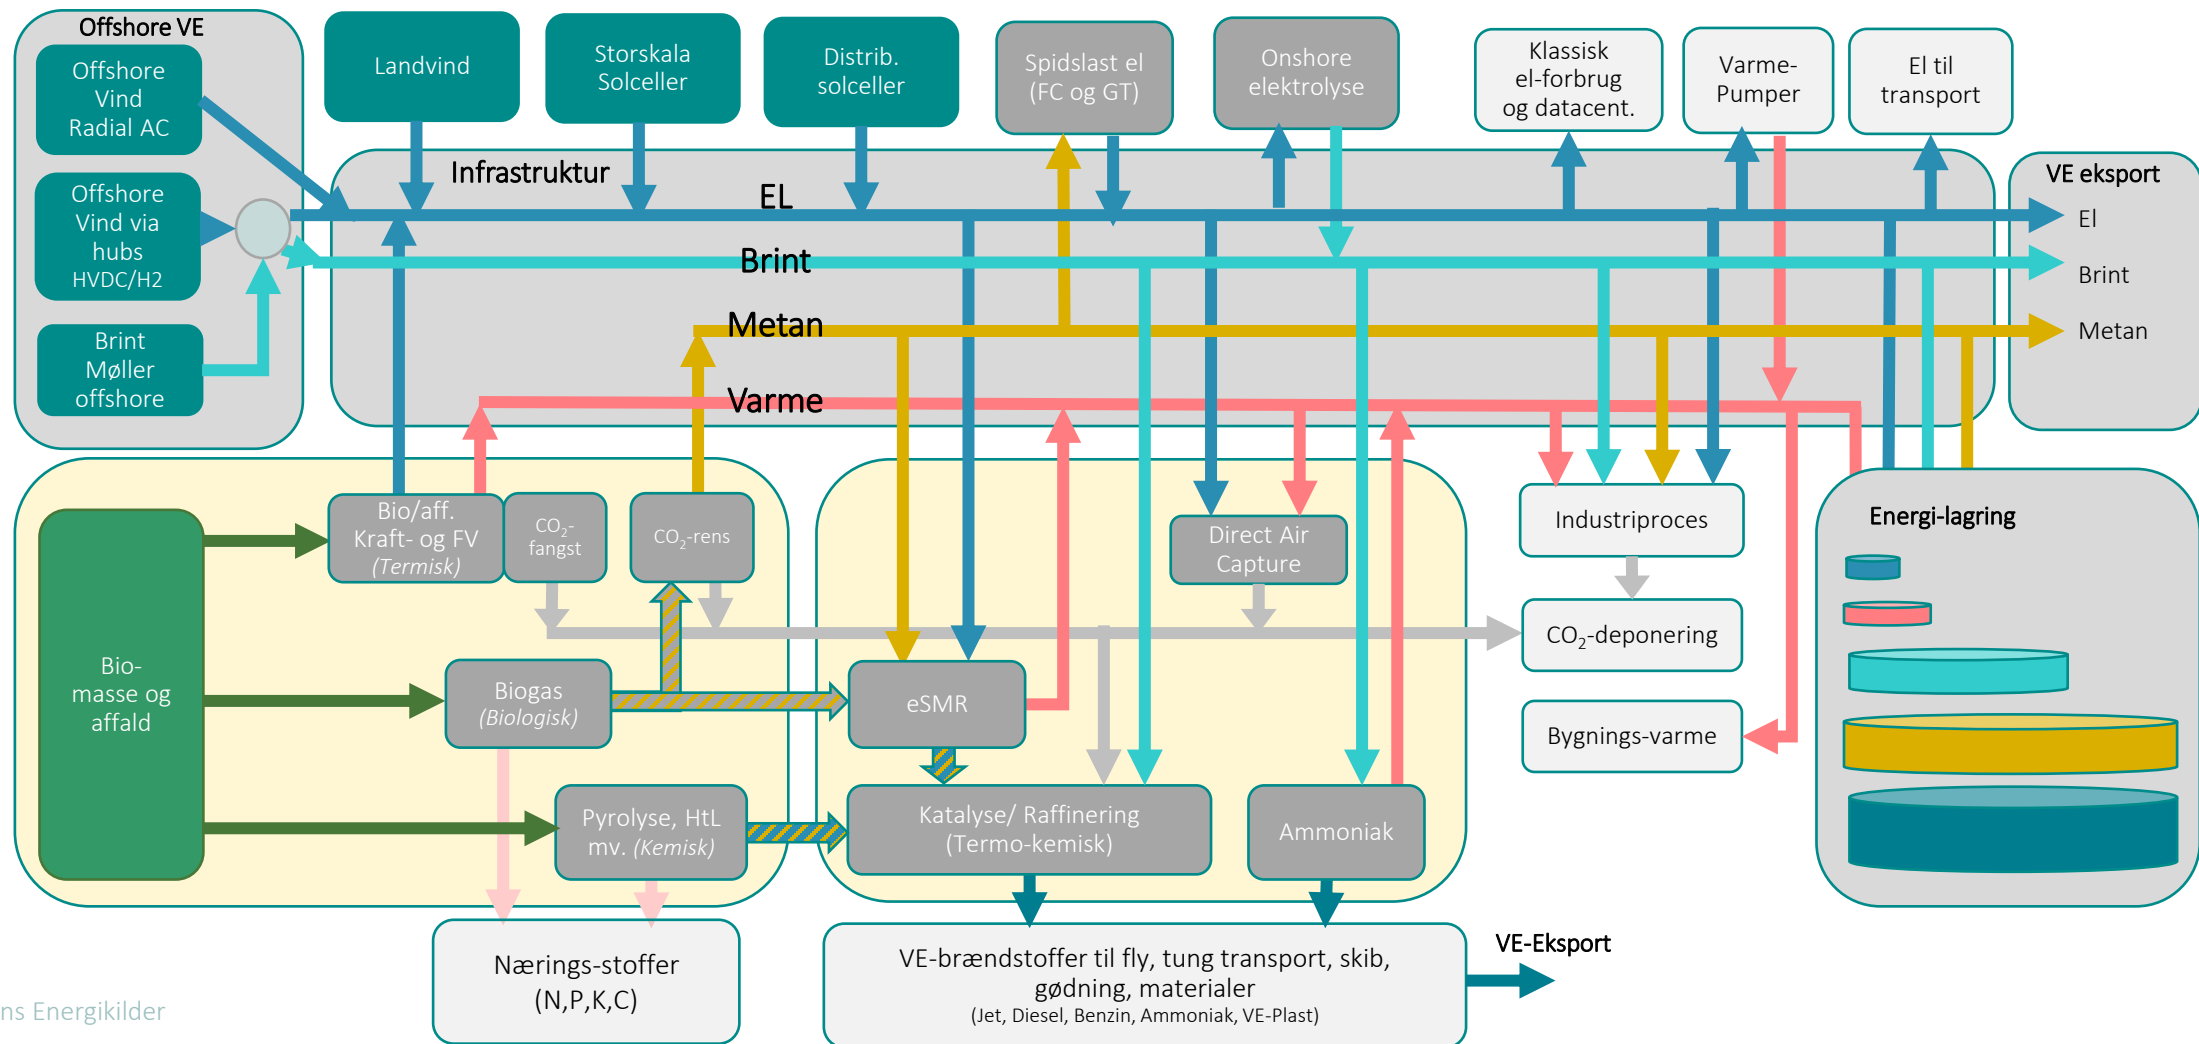 Offshore VE
Offshore
Vind
Radial AC
Offshore
Vind via
hubs
HVDC/H2
Brint
Møller
offshore
Landvind
Storskala
Solceller
Distrib.
solceller
Spidslast el
(FC og GT)
Onshore
elektrolyse
Klassisk
el-forbrug
og datacent.
Varme-
Pumper
El til
transport
Infrastruktur
EL
Brint
Metan
Varme
VE eksport
El
Brint
Metan
Bio-
masse og
affald
Bio/aff.
Kraft- og FV
(Termisk)
CO2-
fangst
CO2-rens
Biogas
(Biologisk)
Pyrolyse, HtL
mv. (Kemisk)
Direct Air
Capture
eSMR
Katalyse/ Raffinering
(Termo-kemisk)
Ammoniak
Industriproces
CO2-deponering
Bygnings-varme
Energi-lagring
Nærings-stoffer
(N,P,K,C)
VE-brændstoffer til fly, tung transport, skib,
gødning, materialer
(Jet, Diesel, Benzin, Ammoniak, VE-Plast)
VE-Eksport
ns Energikilder